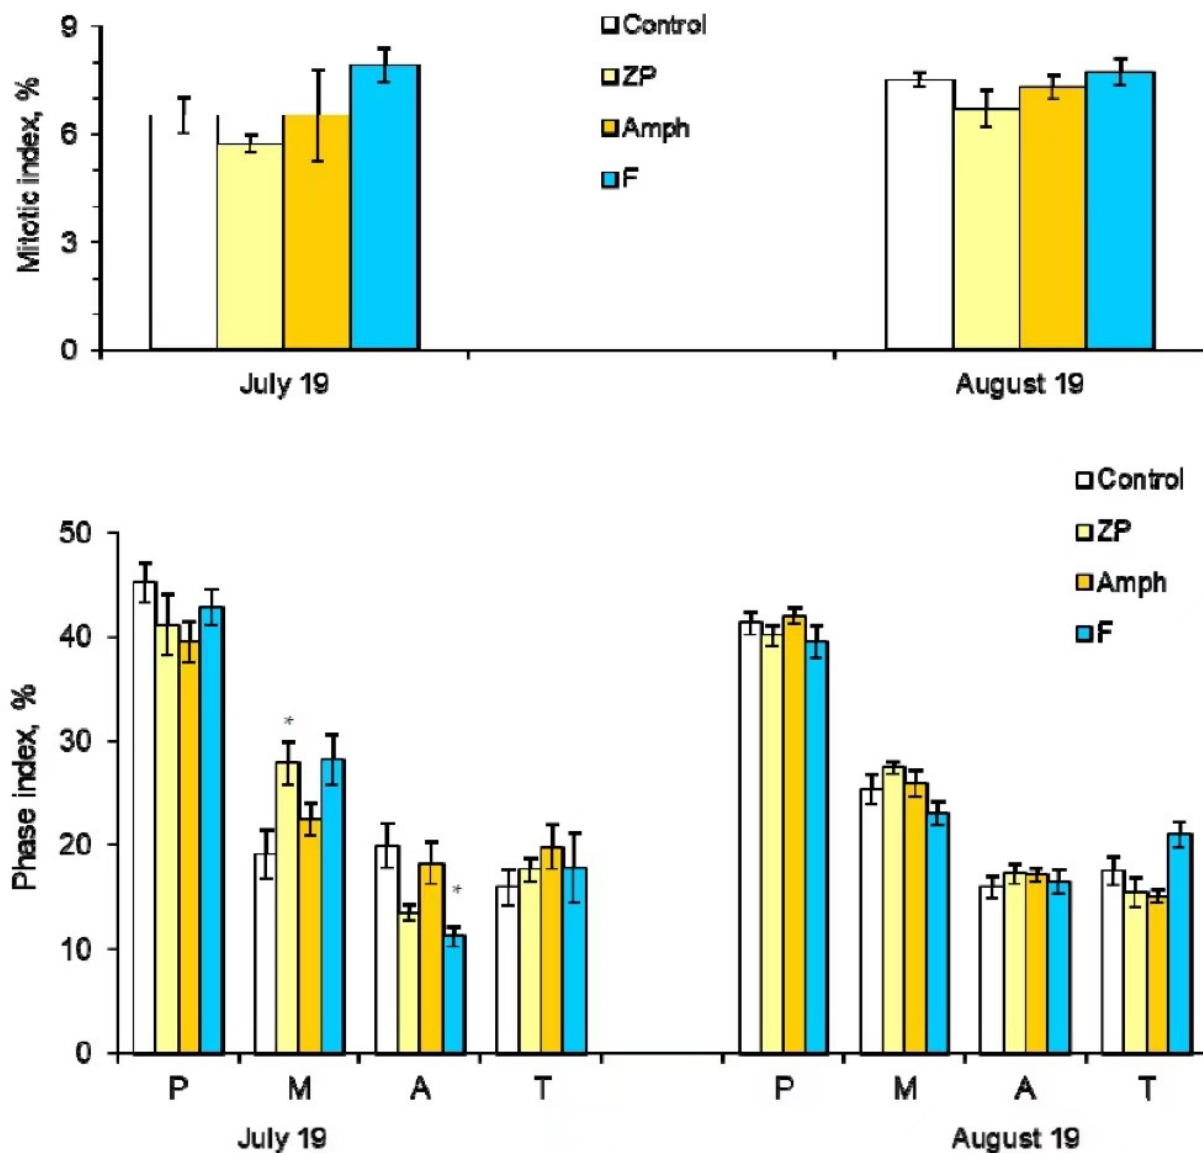 Mitotic index, %
9
6
3
0
Control
ZP
Amph
F
July 19
August 19
Phase index, %
50
40
30
20
10
0
Control
ZP
Amph
F
*
*
P M A T P M A T
July 19 August 19